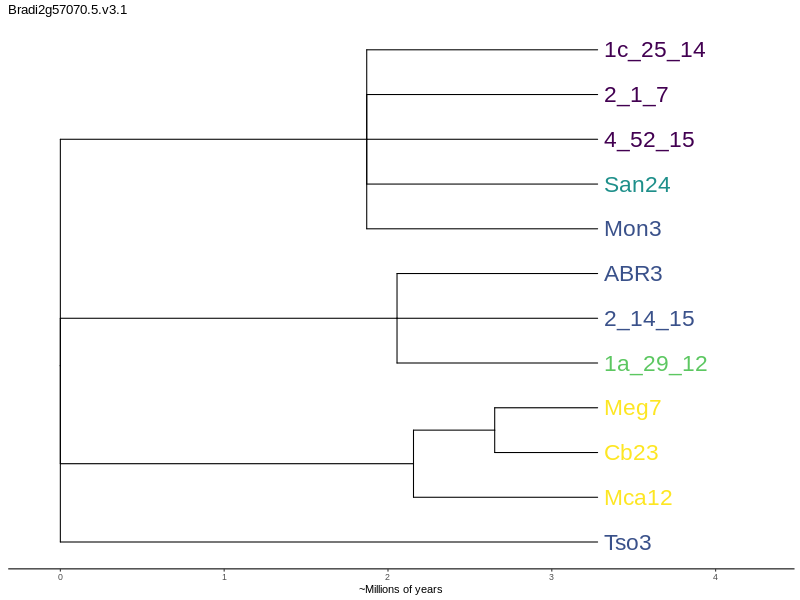 Bradi2g57070.5.v3.1
1c_25_14
2_1_7
4_52_15
San24
Mon3
ABR3
2_14_15
1a_29_12
Meg7
Cb23
Mca12
Tso3
0 1 2 3 4
~Millions of years